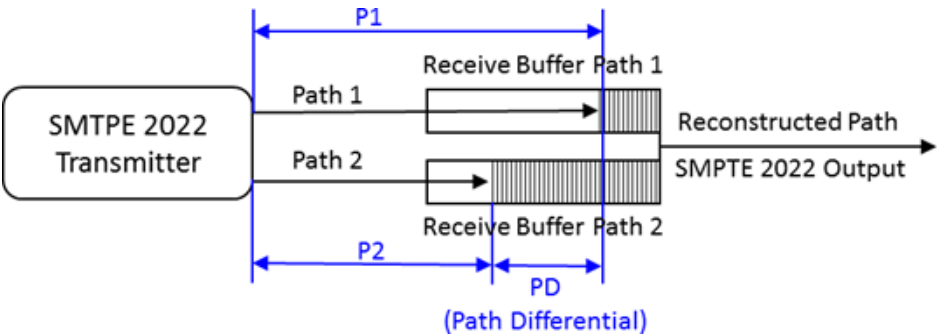 P1
Receive Buffer Path 1
Path 1
SMTPE 2022
Transmitter
Reconstructed Path
Path 2
SMPTE 2022 Output
Receive Buffer Path 2
P2
PD
(Path Differential)